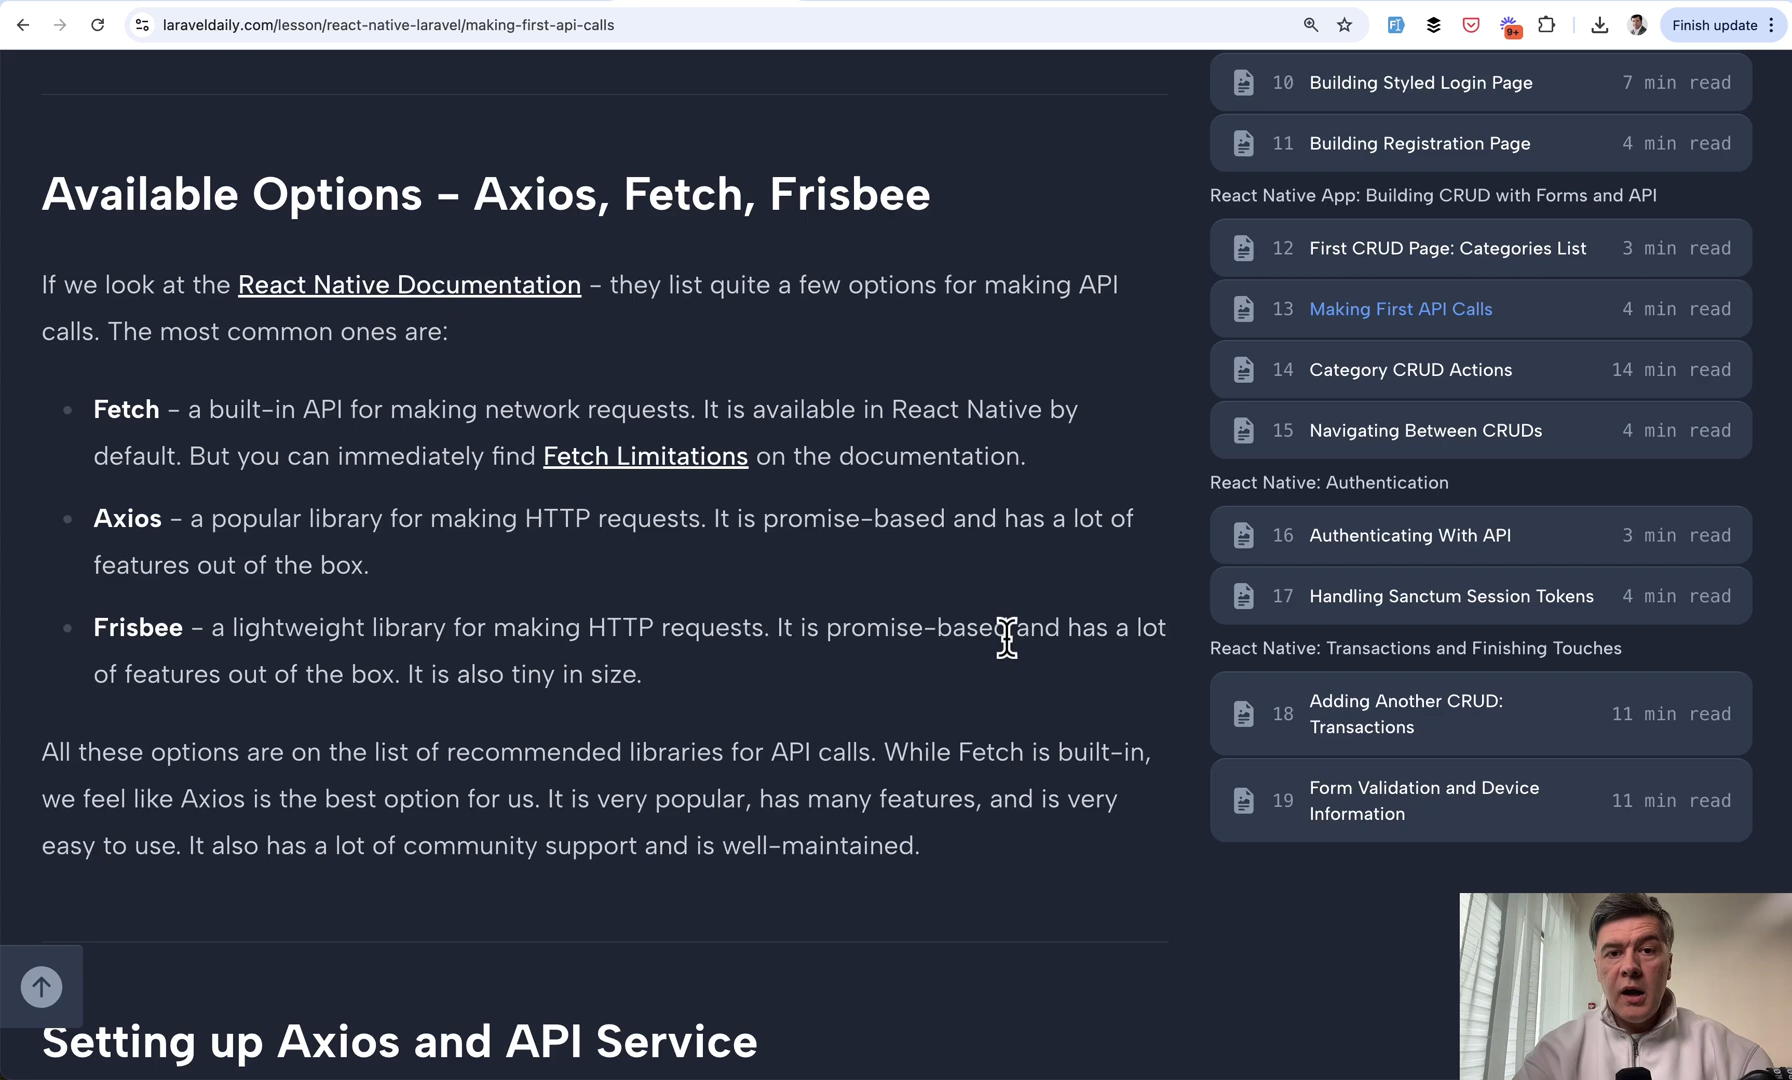 laraveldaily.com/lesson/react-native-laravel/making-first-api-calls
9+
Finish update
Available Options – Axios, Fetch, Frisbee
If we look at the React Native Documentation – they list quite a few options for making API
calls. The most common ones are:
Fetch – a built-in API for making network requests. It is available in React Native by
default. But you can immediately find Fetch Limitations on the documentation.
Axios – a popular library for making HTTP requests. It is promise-based and has a lot of
features out of the box.
Frisbee – a lightweight library for making HTTP requests. It is promise-based and has a lot
of features out of the box. It is also tiny in size.
All these options are on the list of recommended libraries for API calls. While Fetch is built-in,
we feel like Axios is the best option for us. It is very popular, has many features, and is very
easy to use. It also has a lot of community support and is well-maintained.
Setting up Axios and API Service
10 Building Styled Login Page 7 min read
11 Building Registration Page 4 min read
React Native App: Building CRUD with Forms and API
12 First CRUD Page: Categories List 3 min read
13 Making First API Calls 4 min read
14 Category CRUD Actions 14 min read
15 Navigating Between CRUDs 4 min read
React Native: Authentication
16 Authenticating With API 3 min read
17 Handling Sanctum Session Tokens 4 min read
React Native: Transactions and Finishing Touches
18 Adding Another CRUD: 11 min read
Transactions
19 Form Validation and Device 11 min read
Information